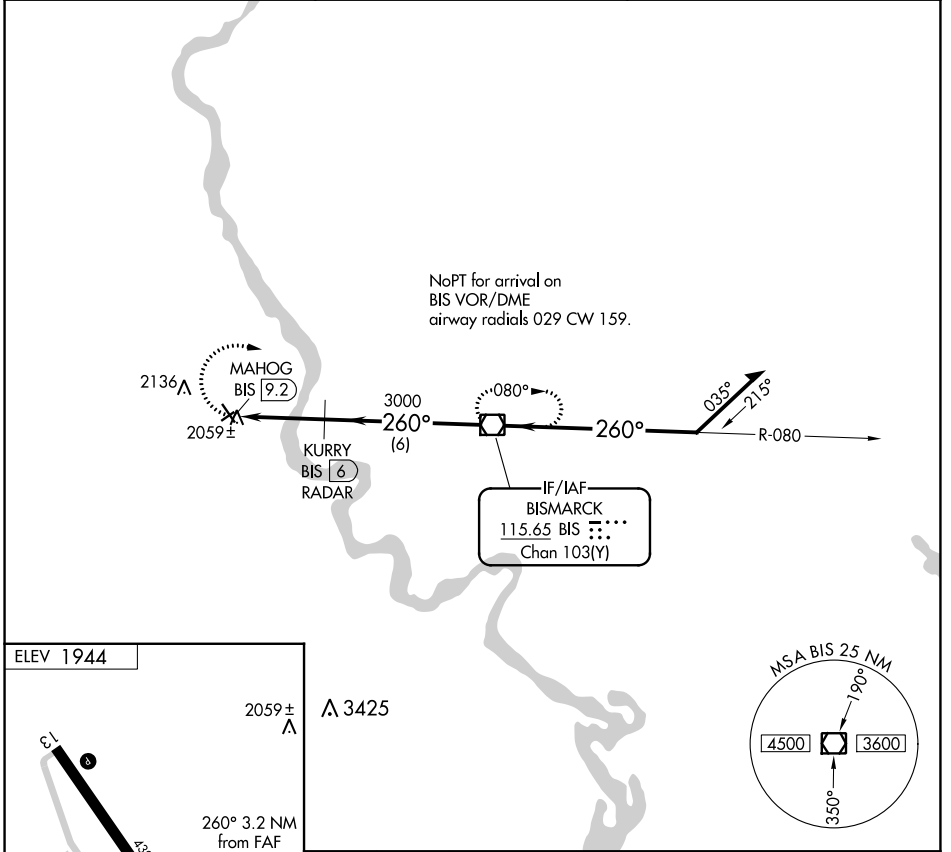 NoPT for arrival on
BIS VOR/DME
airway radials 029 CW 159.
2136
MAHOG
BIS 9.2
2059±
3000
260°
(6)
080°
260°
035°
215°
R-080
KURRY
BIS 6
RADAR
IF/IAF
BISMARCK
115.65 BIS
Chan 103(Y)
ELEV 1944
2059±
3425
13
P
260° 3.2 NM
from FAF
MSA BIS 25 NM
190°
4500
3600
350°